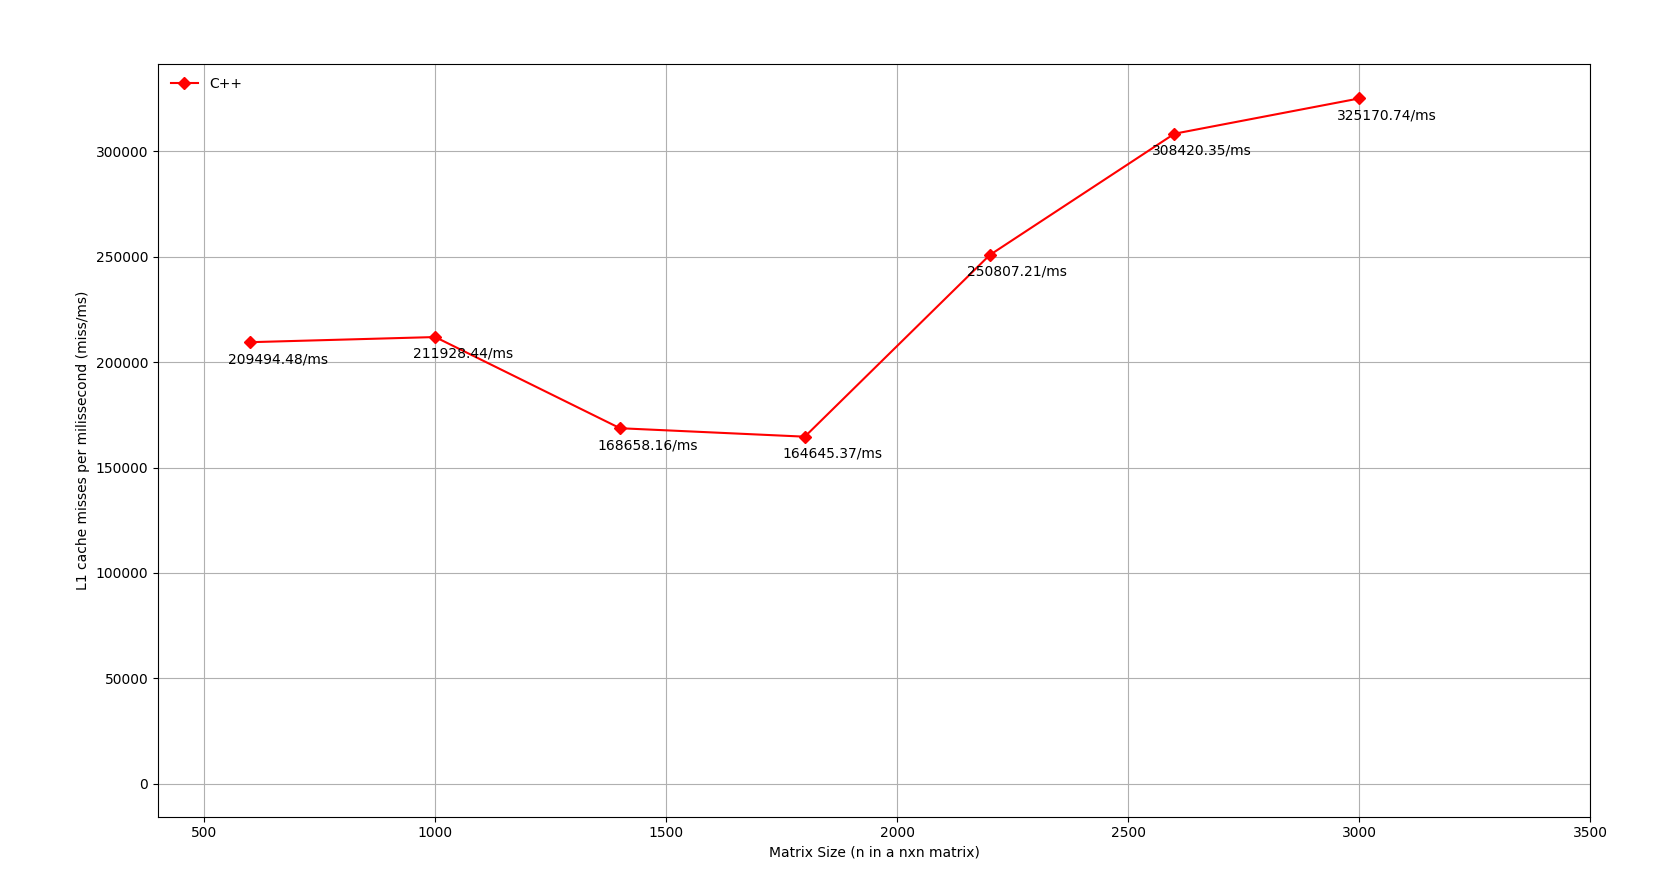 C++
325170.74/ms
308420.35/ms
300000
250000
250807.21/ms
209494.48/ms
211928.44/ms
200000
168658.16/ms
164645.37/ms
150000
100000
50000
0
L1 cache misses per milissecond (miss/ms)
500 1000 1500 2000 2500 3000 3500
Matrix Size (n in a nxn matrix)